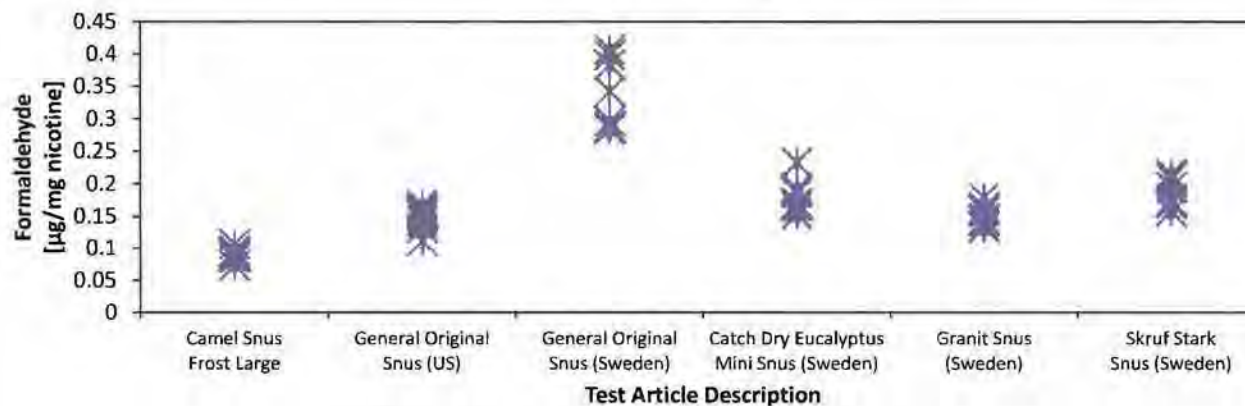 Formaldehyde
[µg/mg nicotine]
0.45
0.4
0.35
0.3
0.25
0.2
0.15
0.1
0.05
0
Camel Snus
Frost Large
General Original
Snus (US)
General Original
Snus (Sweden)
Catch Dry Eucalyptus
Mini Snus (Sweden)
Granit Snus
(Sweden)
Skruf Stark
Snus (Sweden)
Test Article Description